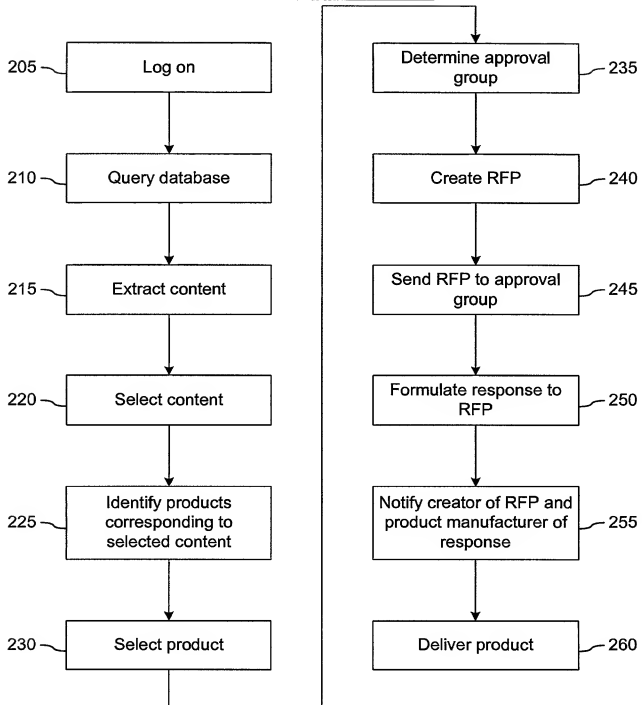 205
Log on
210
Query database
215
Extract content
220
Select content
225
Identify products
corresponding to
selected content
230
Select product
Determine approval
group
235
Create RFP
240
Send RFP to approval
group
245
Formulate response to
RFP
250
Notify creator of RFP and
product manufacturer of
response
255
Deliver product
260